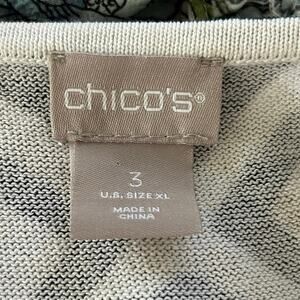 chico's®
3
U.S. SIZE XL
MADE IN
CHINA